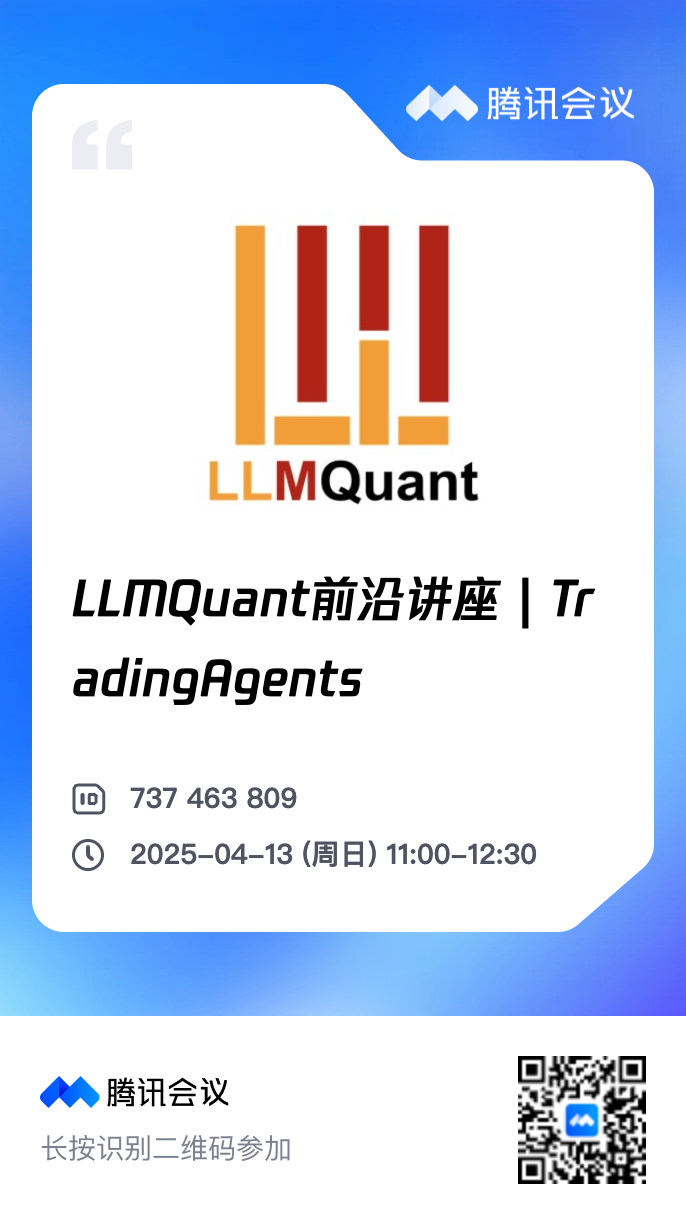 腾讯会议
LLMQuant
LLMQuant前沿讲座 | Tr
adingAgents
ID 737 463 809
2025-04-13 (周日) 11:00-12:30
腾讯会议
长按识别二维码参加